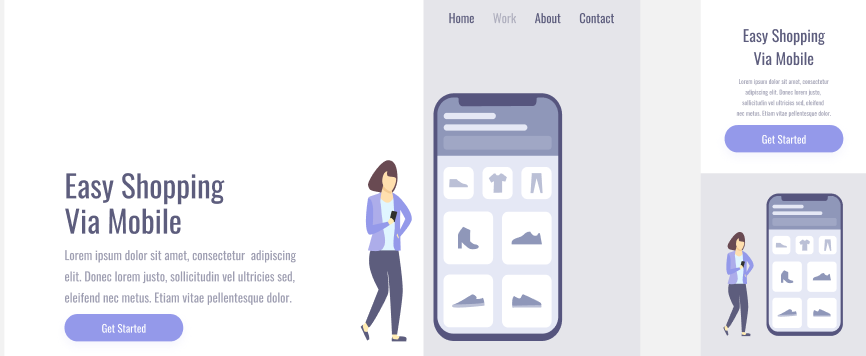 Home Work About Contact
Easy Shopping
Via Mobile
Lorem ipsum dolor sit amet, consectetur adipiscing
elit. Donec lorem justo, sollicitudin vel ultricies sed,
eleifend nec metus. Etiam vitae pellentesque dolor.
Get Started
Easy Shopping
Via Mobile
Lorem ipsum dolor sit amet, consectetur
adipiscing elit. Donec lorem justo,
sollicitudin vel ultricies sed, eleifend
nec metus. Etiam vitae pellentesque dolor.
Get Started